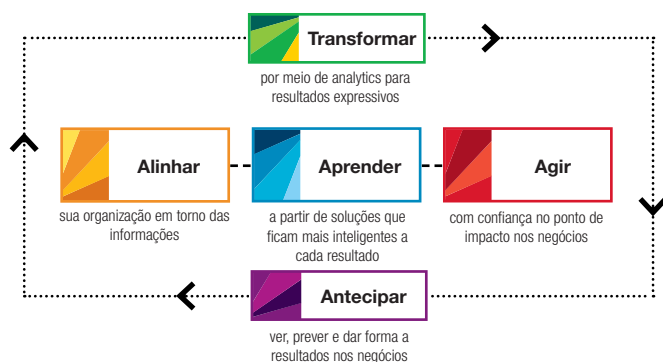 Transformar
por meio de analytics para
resultados expressivos
Alinhar
sua organização em torno das
informações
Aprender
a partir de soluções que
ficam mais inteligentes a
cada resultado
Agir
com confiança no ponto de
impacto nos negócios
Antecipar
ver, prever e dar forma a
resultados nos negócios